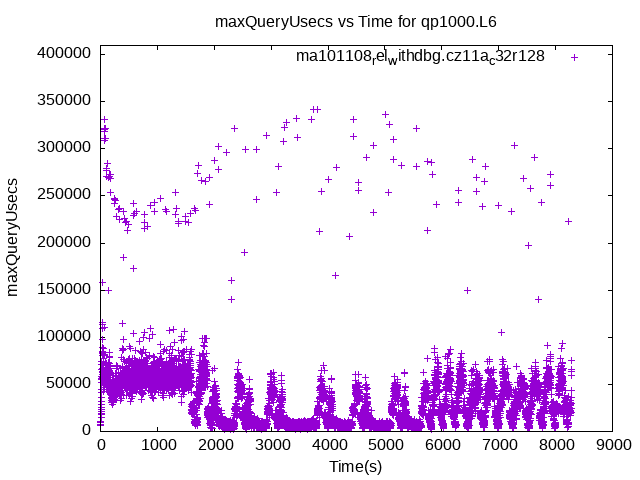 maxQueryUsecs vs Time for qp1000.L6
ma101108relwithdbg.cz11ac32r128
400000
350000
300000
250000
200000
150000
100000
50000
0
maxQueryUsecs
0 1000 2000 3000 4000 5000 6000 7000 8000 9000
Time(s)